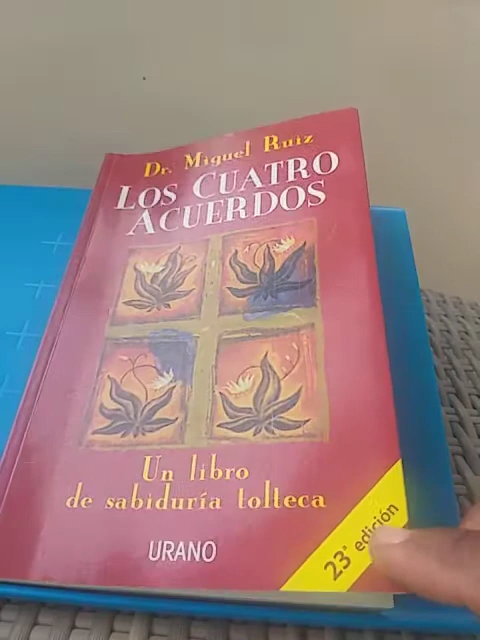 Dr. Miguel Ruiz
LOS CUATRO
ACUERDOS
Un libro
de sabiduría tolteca
URANO
23ª edición